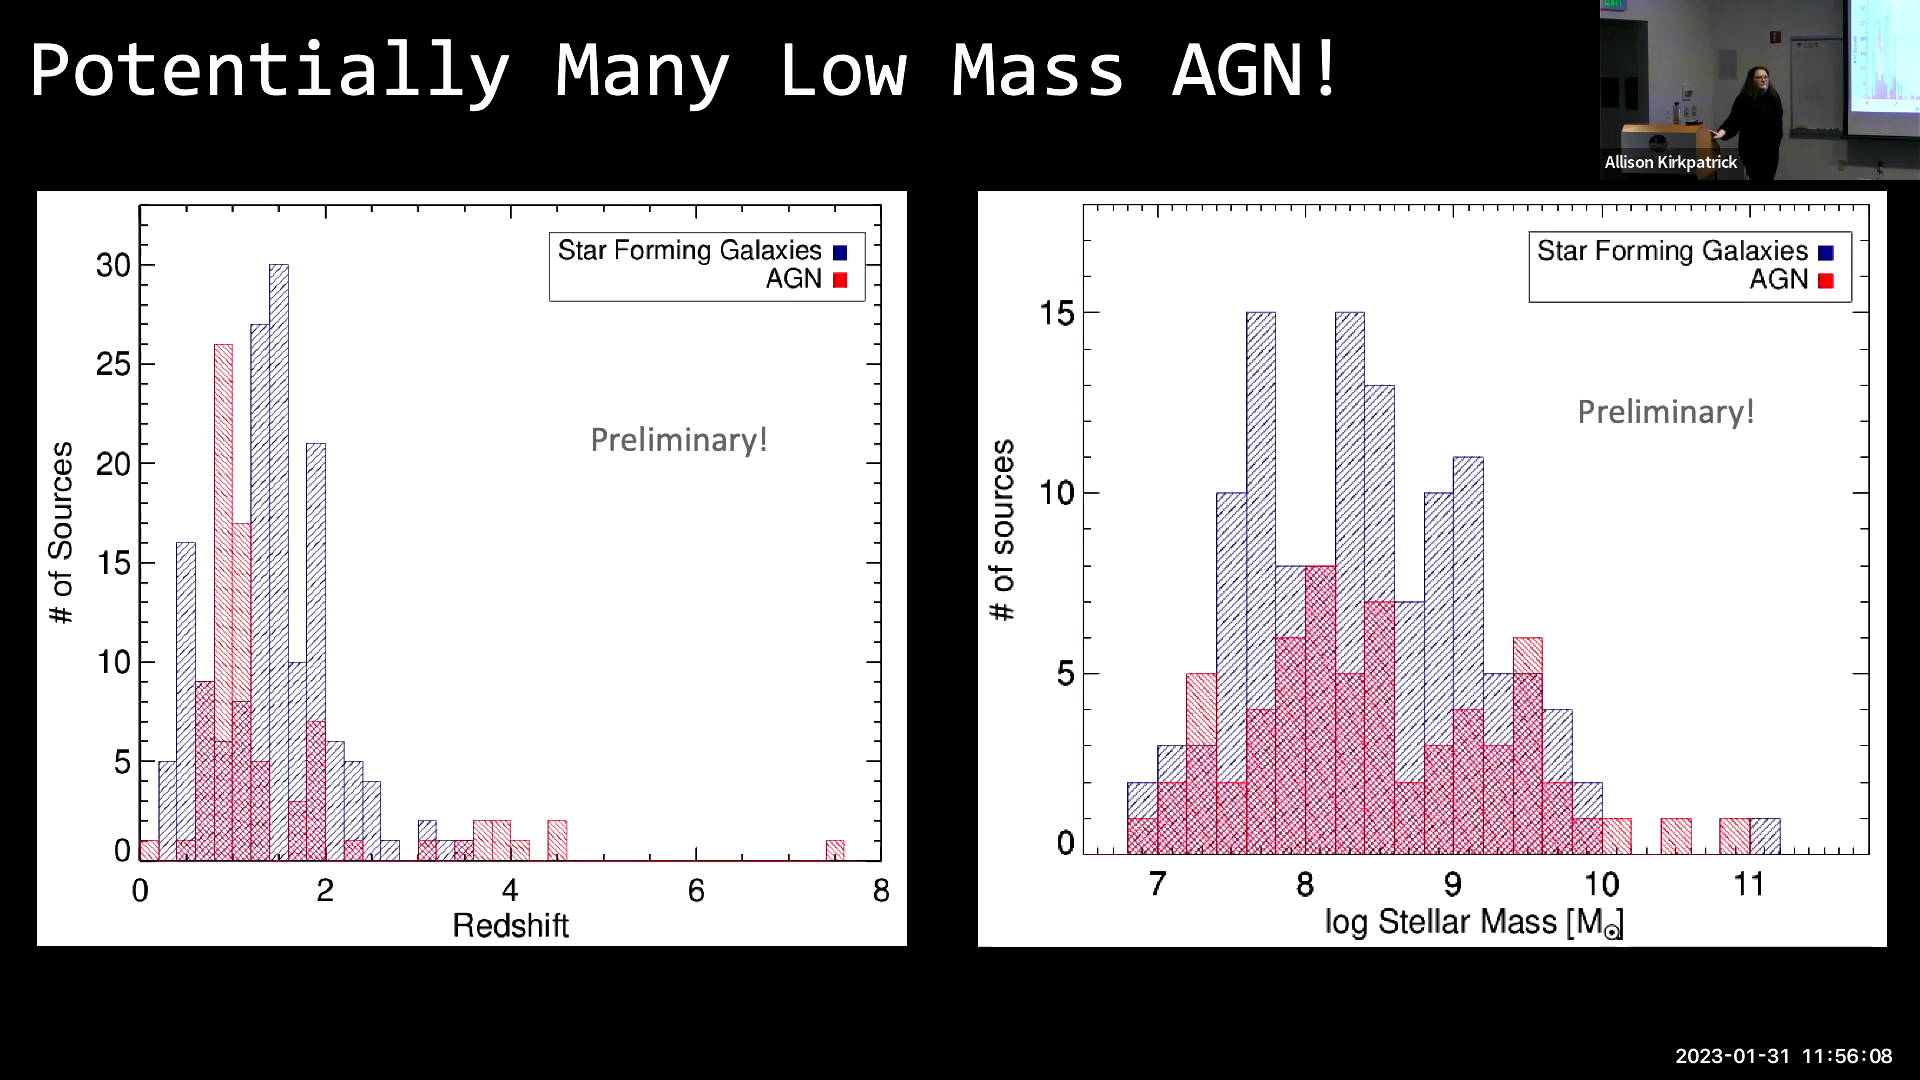 Potentially Many Low Mass AGN!
Allison Kirkpatrick
Star Forming Galaxies
AGN
Preliminary!
# of Sources
30
25
20
15
10
5
0
0 2 4 6 8
Redshift
Star Forming Galaxies
AGN
Preliminary!
# of sources
15
10
5
0
7 8 9 10 11
log Stellar Mass [M☉]
2023-01-31 11:56:08